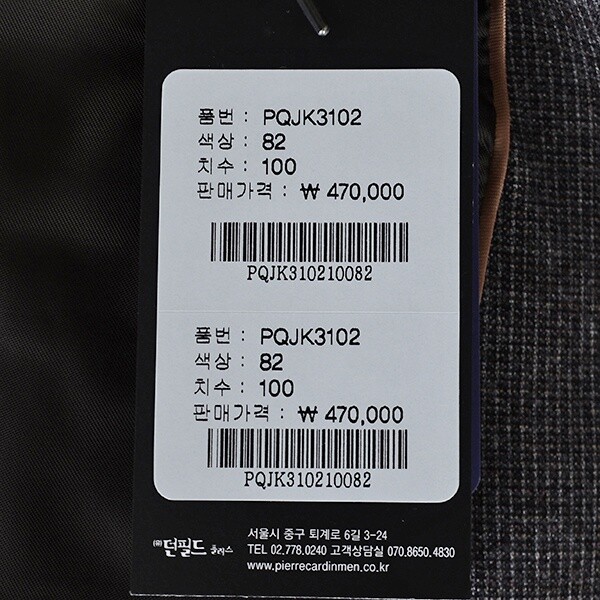 품번 : PQJK3102
색상 : 82
치수 : 100
판매가격 : ₩ 470,000
PQJK310210082
품번 : PQJK3102
색상 : 82
치수 : 100
판매가격 : ₩ 470,000
PQJK310210082
㈜던필드플러스
서울시 중구 퇴계로 6길 3-24
TEL 02.778.0240 고객상담실 070.8650.4830
www.pierrecardinmen.co.kr